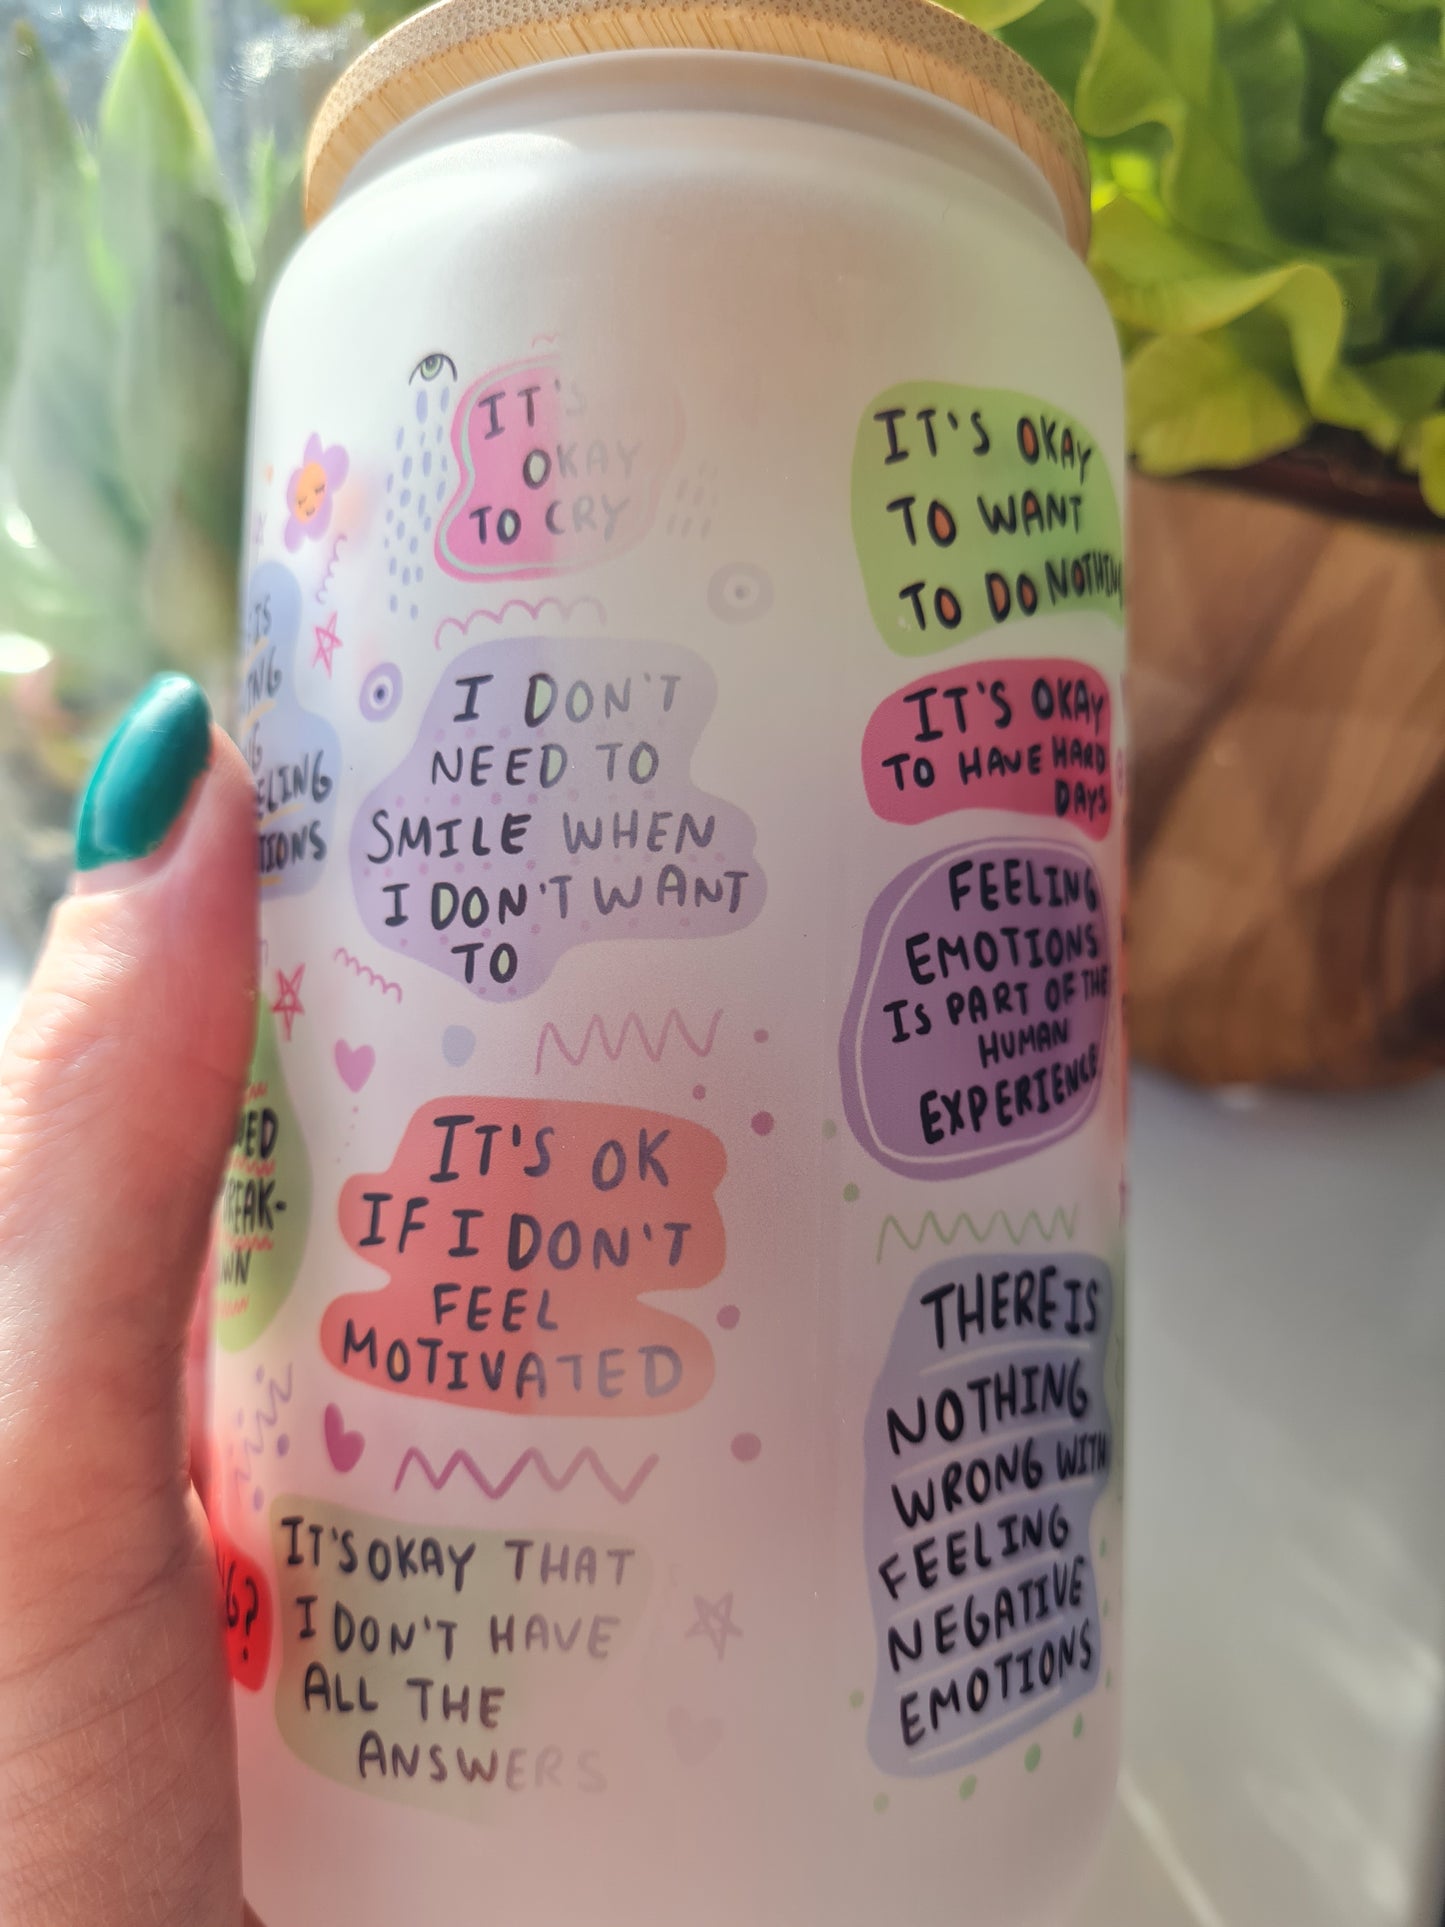 IT'S
OKAY
TO CRY
I DON'T
NEED TO
SMILE WHEN
I DON'T WANT
TO
IT'S OK
IF I DON'T
FEEL
MOTIVATED
IT'S OKAY THAT
I DON'T HAVE
ALL THE
ANSWERS
IT'S OKAY
TO WANT
TO DO NOTHING
IT'S OKAY
TO HAVE HARD
DAYS
FEELING
EMOTIONS
IS PART OF THE
HUMAN
EXPERIENCE
THERE IS
NOTHING
WRONG WITH
FEELING
NEGATIVE
EMOTIONS